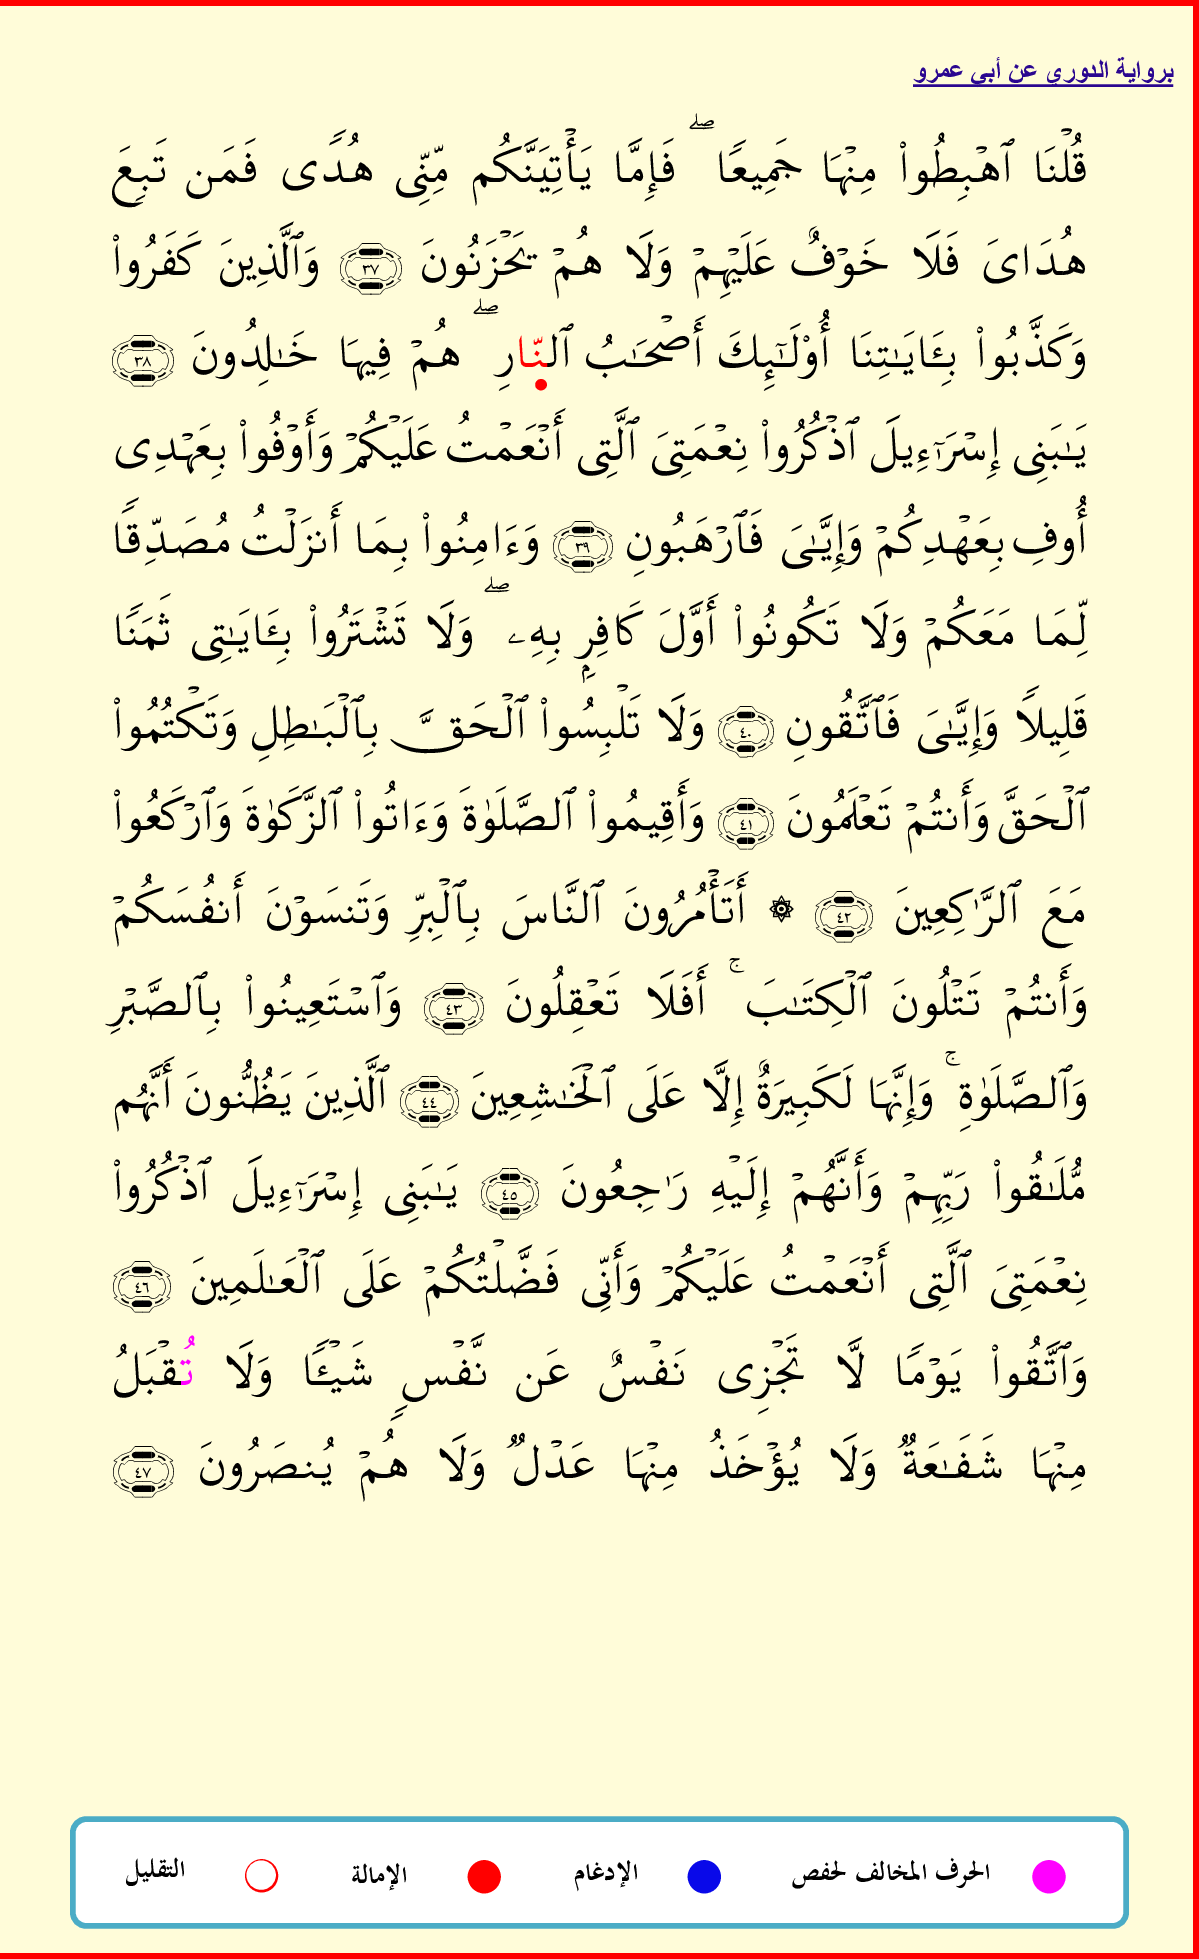 برواية الدوري عن أبي عمرو
قُلْنَا ٱهْبِطُوا۟ مِنْهَا جَمِيعًا ۖ فَإِمَّا يَأْتِيَنَّكُم مِّنِّى هُدًى فَمَن تَبِعَ
هُدَاىَ فَلَا خَوْفٌ عَلَيْهِمْ وَلَا هُمْ يَحْزَنُونَ ٣٧ وَٱلَّذِينَ كَفَرُوا۟
وَكَذَّبُوا۟ بِـَٔايَـٰتِنَا أُو۟لَـٰٓئِكَ أَصْحَـٰبُ ٱلنَّارِ ۖ هُمْ فِيهَا خَـٰلِدُونَ ٣٨
يَـٰبَنِى إِسْرَٰٓءِيلَ ٱذْكُرُوا۟ نِعْمَتِىَ ٱلَّتِى أَنْعَمْتُ عَلَيْكُمْ وَأَوْفُوا۟ بِعَهْدِى
أُوفِ بِعَهْدِكُمْ وَإِيَّـٰىَ فَٱرْهَبُونِ ٣٩ وَءَامِنُوا۟ بِمَا أَنزَلْتُ مُصَدِّقًا
لِّمَا مَعَكُمْ وَلَا تَكُونُوا۟ أَوَّلَ كَافِرٍۭ بِهِۦ ۖ وَلَا تَشْتَرُوا۟ بِـَٔايَـٰتِى ثَمَنًا
قَلِيلًا وَإِيَّـٰىَ فَٱتَّقُونِ ٤٠ وَلَا تَلْبِسُوا۟ ٱلْحَقَّ بِٱلْبَـٰطِلِ وَتَكْتُمُوا۟
ٱلْحَقَّ وَأَنتُمْ تَعْلَمُونَ ٤١ وَأَقِيمُوا۟ ٱلصَّلَوٰةَ وَءَاتُوا۟ ٱلزَّكَوٰةَ وَٱرْكَعُوا۟
مَعَ ٱلرَّٰكِعِينَ ٤٢ ۞ أَتَأْمُرُونَ ٱلنَّاسَ بِٱلْبِرِّ وَتَنسَوْنَ أَنفُسَكُمْ
وَأَنتُمْ تَتْلُونَ ٱلْكِتَـٰبَ ۚ أَفَلَا تَعْقِلُونَ ٤٣ وَٱسْتَعِينُوا۟ بِٱلصَّبْرِ
وَٱلصَّلَوٰةِ ۚ وَإِنَّهَا لَكَبِيرَةٌ إِلَّا عَلَى ٱلْخَـٰشِعِينَ ٤٤ ٱلَّذِينَ يَظُنُّونَ أَنَّهُم
مُّلَـٰقُوا۟ رَبِّهِمْ وَأَنَّهُمْ إِلَيْهِ رَٰجِعُونَ ٤٥ يَـٰبَنِى إِسْرَٰٓءِيلَ ٱذْكُرُوا۟
نِعْمَتِىَ ٱلَّتِى أَنْعَمْتُ عَلَيْكُمْ وَأَنِّى فَضَّلْتُكُمْ عَلَى ٱلْعَـٰلَمِينَ ٤٦
وَٱتَّقُوا۟ يَوْمًا لَّا تَجْزِى نَفْسٌ عَن نَّفْسٍ شَيْـًٔا وَلَا تُقْبَلُ
مِنْهَا شَفَـٰعَةٌ وَلَا يُؤْخَذُ مِنْهَا عَدْلٌ وَلَا هُمْ يُنصَرُونَ ٤٧
الحرف المخالف لحفص الإدغام الإمالة التقليل